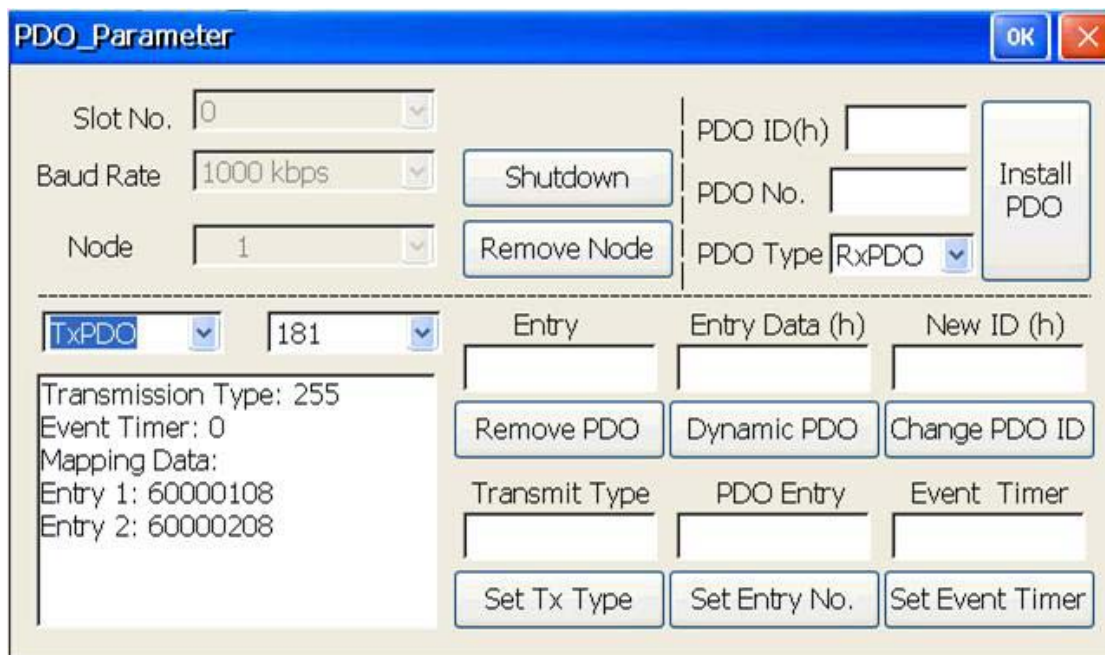 PDO_Parameter OK
Slot No. 0
Baud Rate 1000 kbps
Shutdown
Node 1
Remove Node
PDO ID(h)
PDO No.
PDO Type RxPDO
Install
PDO
TxPDO 181
Transmission Type: 255
Event Timer: 0
Mapping Data:
Entry 1: 60000108
Entry 2: 60000208
Entry Entry Data (h) New ID (h)
Remove PDO Dynamic PDO Change PDO ID
Transmit Type PDO Entry Event Timer
Set Tx Type Set Entry No. Set Event Timer